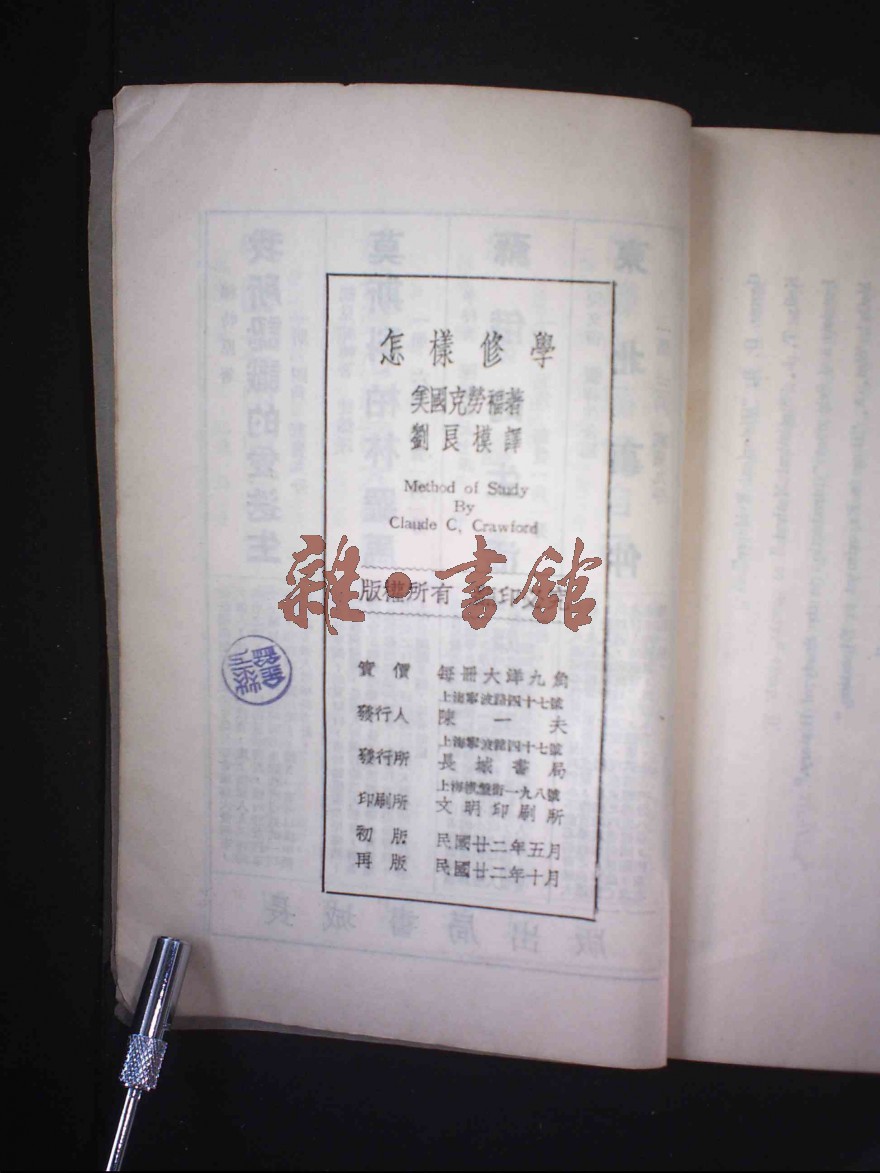 怎樣修學
美國克勞福著
劉良模譯
Method of Study
By
Claude C. Crawford
版權所有
雜·書館
實價 每冊大洋九角
上海寧波路四十七號
發行人 陳一夫
上海寧波路四十七號
發行所 長城書局
上海棋盤街一九八號
印刷所 文明印刷所
初版 民國廿二年五月
再版 民國廿二年十月